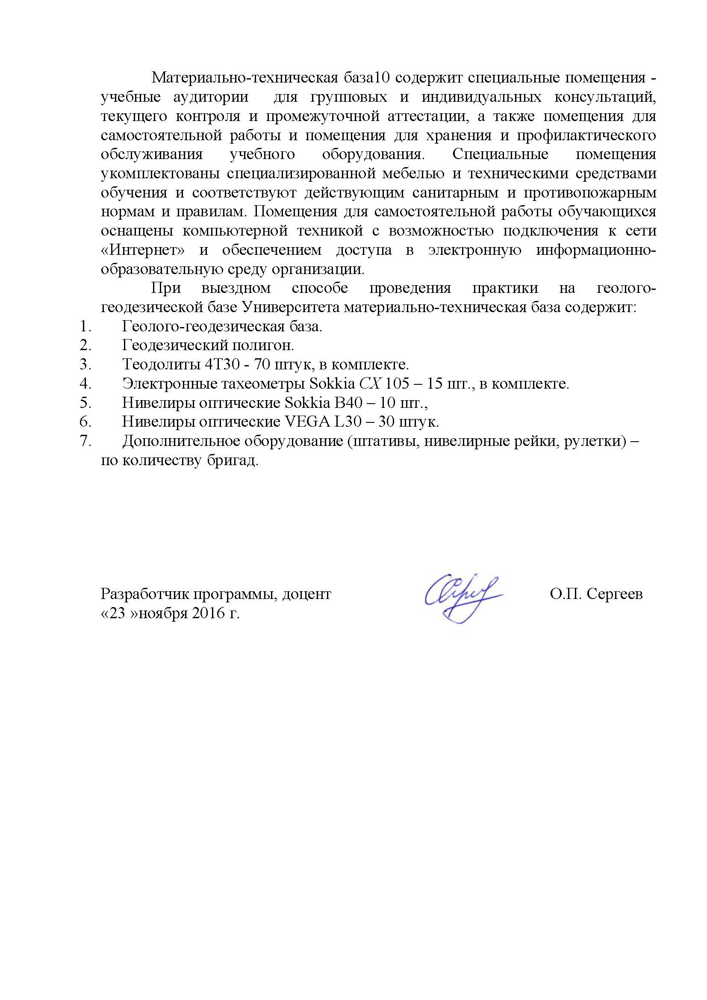 Материально-техническая база10 содержит специальные помещения -
учебные аудитории для групповых и индивидуальных консультаций,
текущего контроля и промежуточной аттестации, а также помещения для
самостоятельной работы и помещения для хранения и профилактического
обслуживания учебного оборудования. Специальные помещения
укомплектованы специализированной мебелью и техническими средствами
обучения и соответствуют действующим санитарным и противопожарным
нормам и правилам. Помещения для самостоятельной работы обучающихся
оснащены компьютерной техникой с возможностью подключения к сети
«Интернет» и обеспечением доступа в электронную информационно-
образовательную среду организации.
При выездном способе проведения практики на геолого-
геодезической базе Университета материально-техническая база содержит:
1. Геолого-геодезическая база.
2. Геодезический полигон.
3. Теодолиты 4Т30 - 70 штук, в комплекте.
4. Электронные тахеометры Sokkia CX 105 – 15 шт., в комплекте.
5. Нивелиры оптические Sokkia B40 – 10 шт.,
6. Нивелиры оптические VEGA L30 – 30 штук.
7. Дополнительное оборудование (штативы, нивелирные рейки, рулетки) –
по количеству бригад.
Разработчик программы, доцент О.П. Сергеев
«23 »ноября 2016 г.